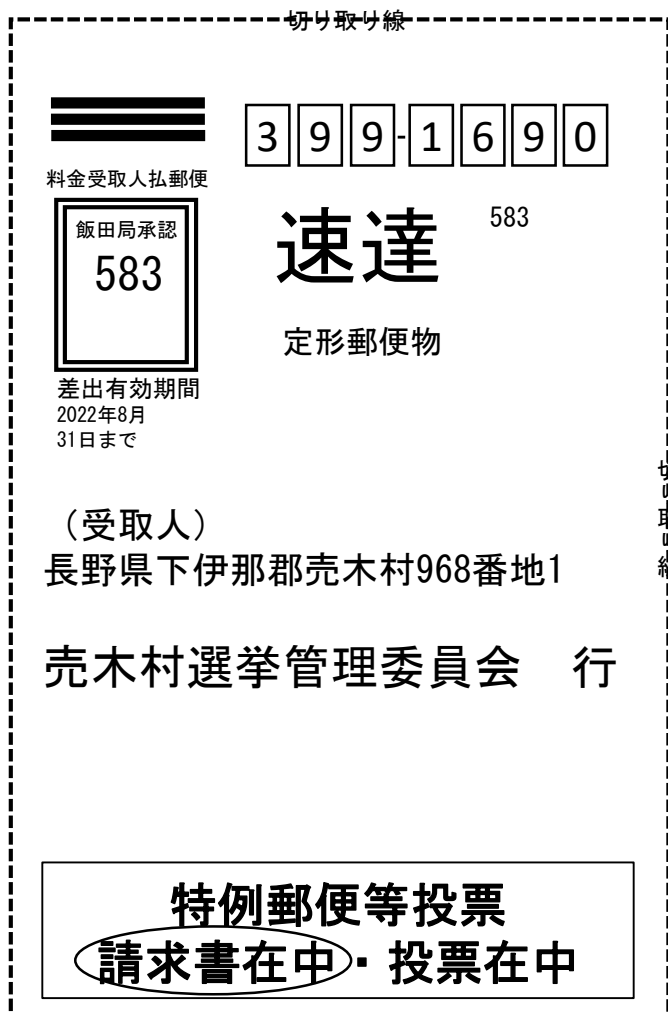 切り取り線
399-1690
料金受取人払郵便
飯田局承認
583
速達
583
定形郵便物
差出有効期間
2022年8月
31日まで
切り取り線
（受取人）
長野県下伊那郡売木村968番地1
売木村選挙管理委員会　行
特例郵便等投票
請求書在中・投票在中